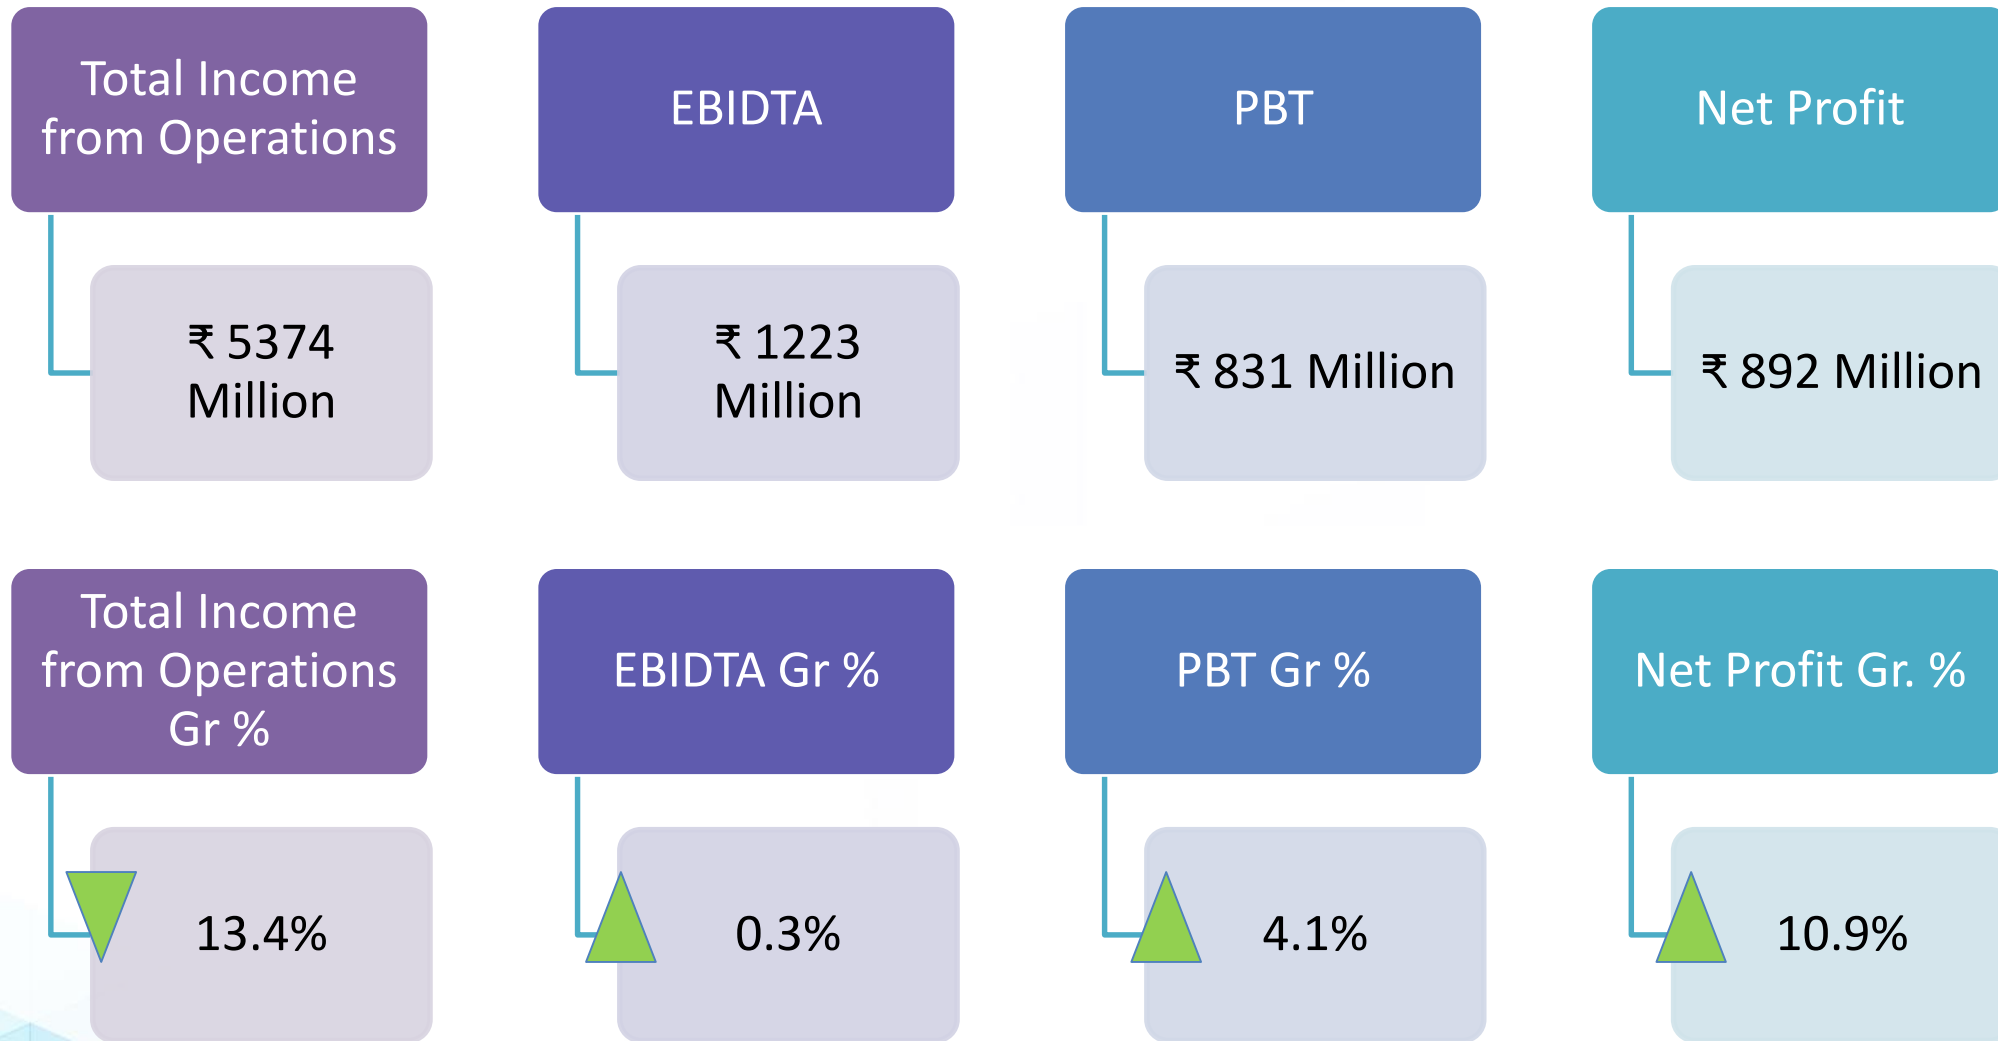 Total Income
from Operations
EBIDTA
PBT
Net Profit
₹ 5374
Million
₹ 1223
Million
₹ 831 Million
₹ 892 Million
Total Income
from Operations
Gr %
EBIDTA Gr %
PBT Gr %
Net Profit Gr. %
13.4%
0.3%
4.1%
10.9%